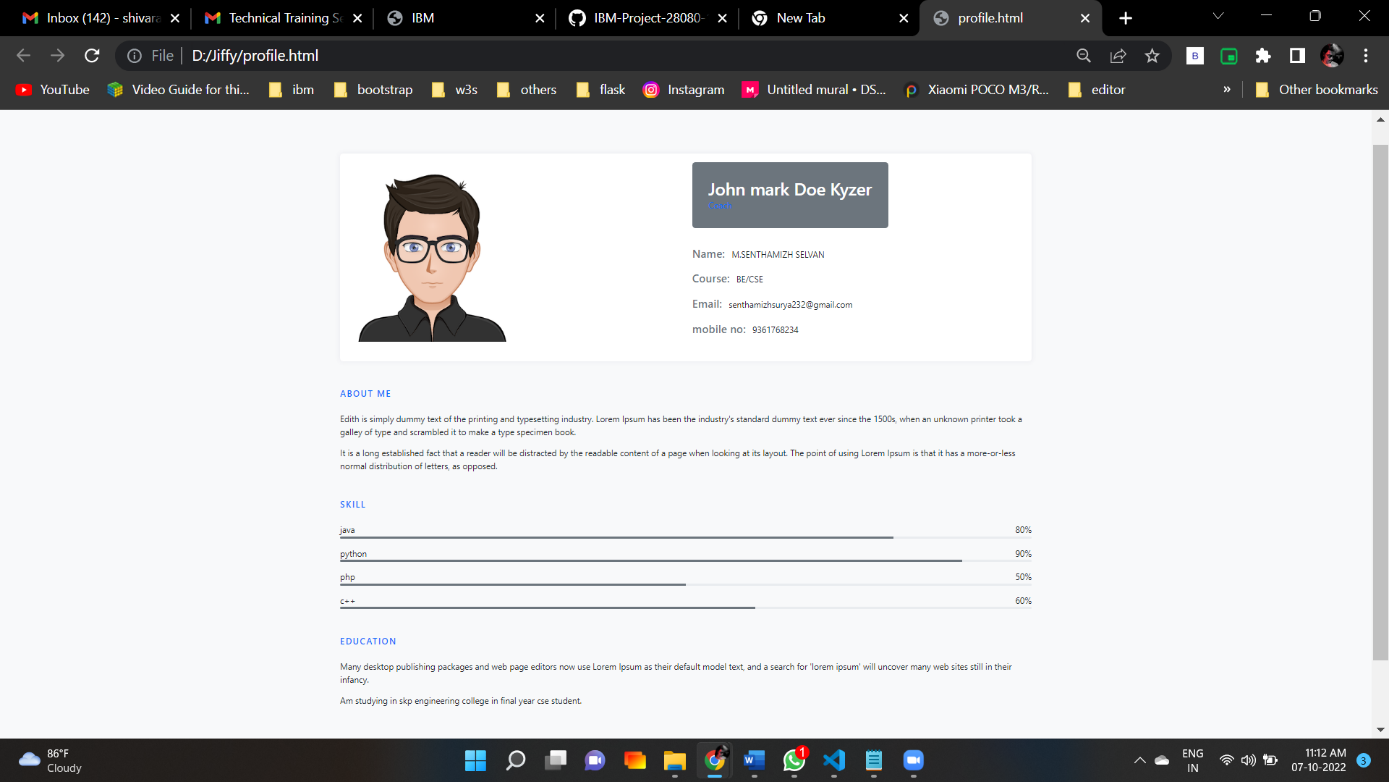 Inbox (142) - shivara
Technical Training Se
IBM
IBM-Project-28080-
New Tab
profile.html
File
D:/Jiffy/profile.html
B
YouTube
Video Guide for thi...
ibm
bootstrap
w3s
others
flask
Instagram
Untitled mural • DS...
Xiaomi POCO M3/R...
editor
»
Other bookmarks
John mark Doe Kyzer
Name: M.SENTHAMIZH SELVAN
Course: BE/CSE
Email: senthamizhsurya232@gmail.com
mobile no: 9361768234
ABOUT ME
Edith is simply dummy text of the printing and typesetting industry. Lorem Ipsum has been the industry's standard dummy text ever since the 1500s, when an unknown printer took a
galley of type and scrambled it to make a type specimen book.
It is a long established fact that a reader will be distracted by the readable content of a page when looking at its layout. The point of using Lorem Ipsum is that it has a more-or-less
normal distribution of letters, as opposed.
SKILL
java 80%
python 90%
php 50%
c++ 60%
EDUCATION
Many desktop publishing packages and web page editors now use Lorem Ipsum as their default model text, and a search for 'lorem ipsum' will uncover many web sites still in their
infancy.
Am studying in skp engineering college in final year cse student.
86°F
Cloudy
1
ENG
IN
11:12 AM
07-10-2022
3